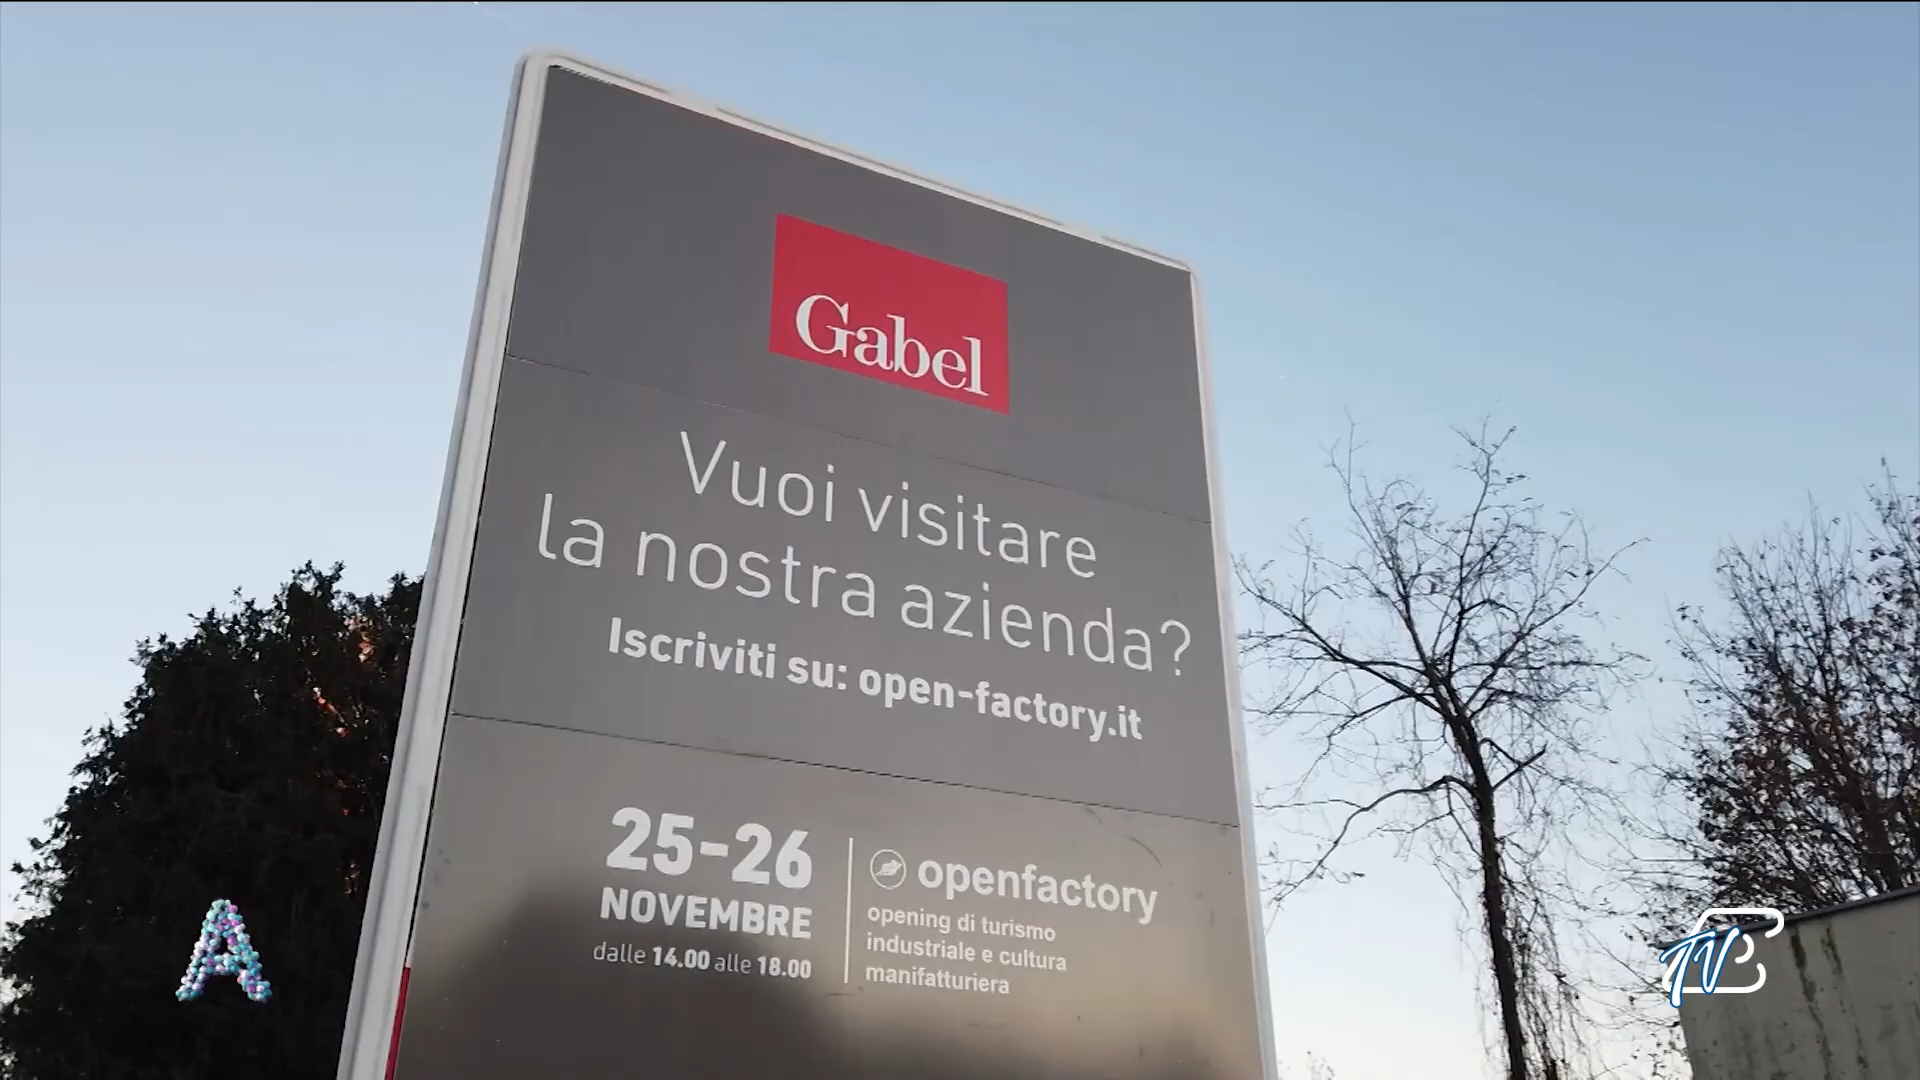 Gabel
Vuoi visitare
la nostra azienda?
Iscriviti su: open-factory.it
25-26
NOVEMBRE
dalle 14.00 alle 18.00
openfactory
opening di turismo
industriale e cultura
manifatturiera
A
TV